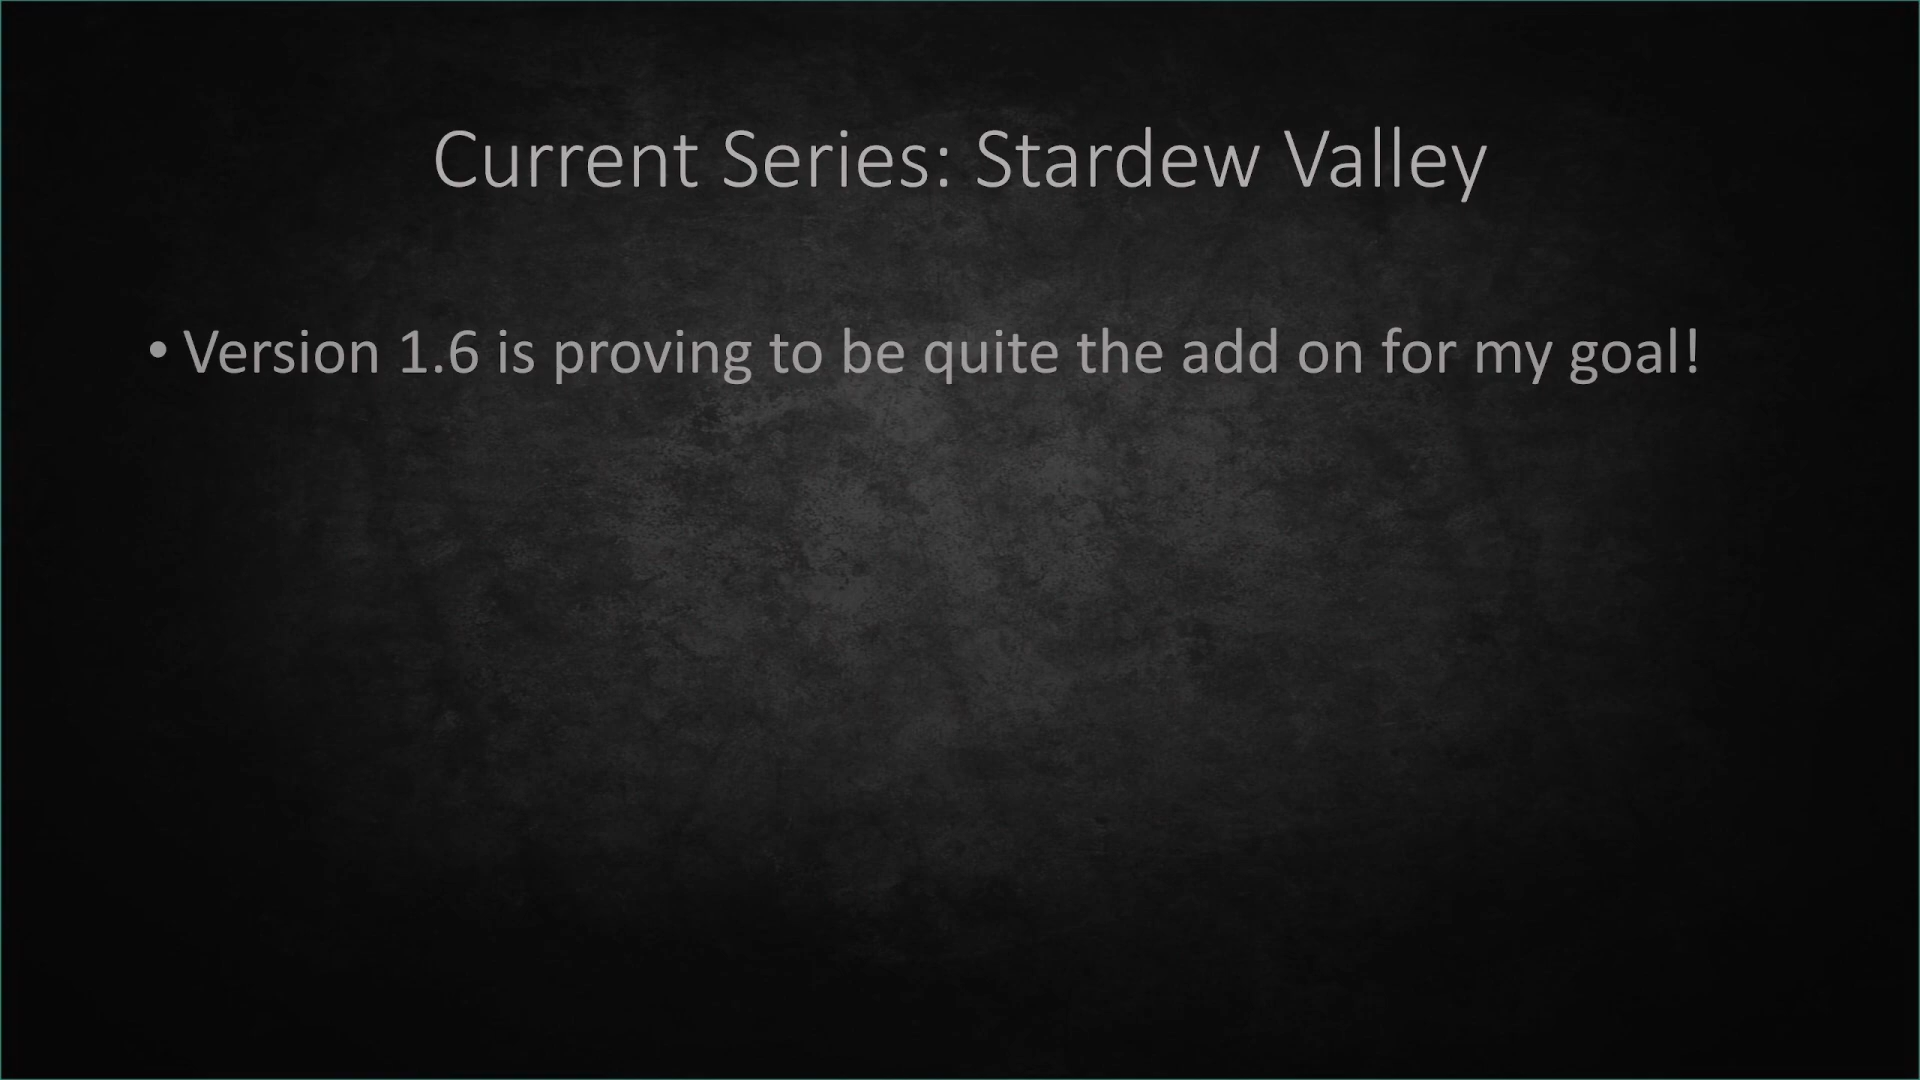 Current Series: Stardew Valley
• Version 1.6 is proving to be quite the add on for my goal!